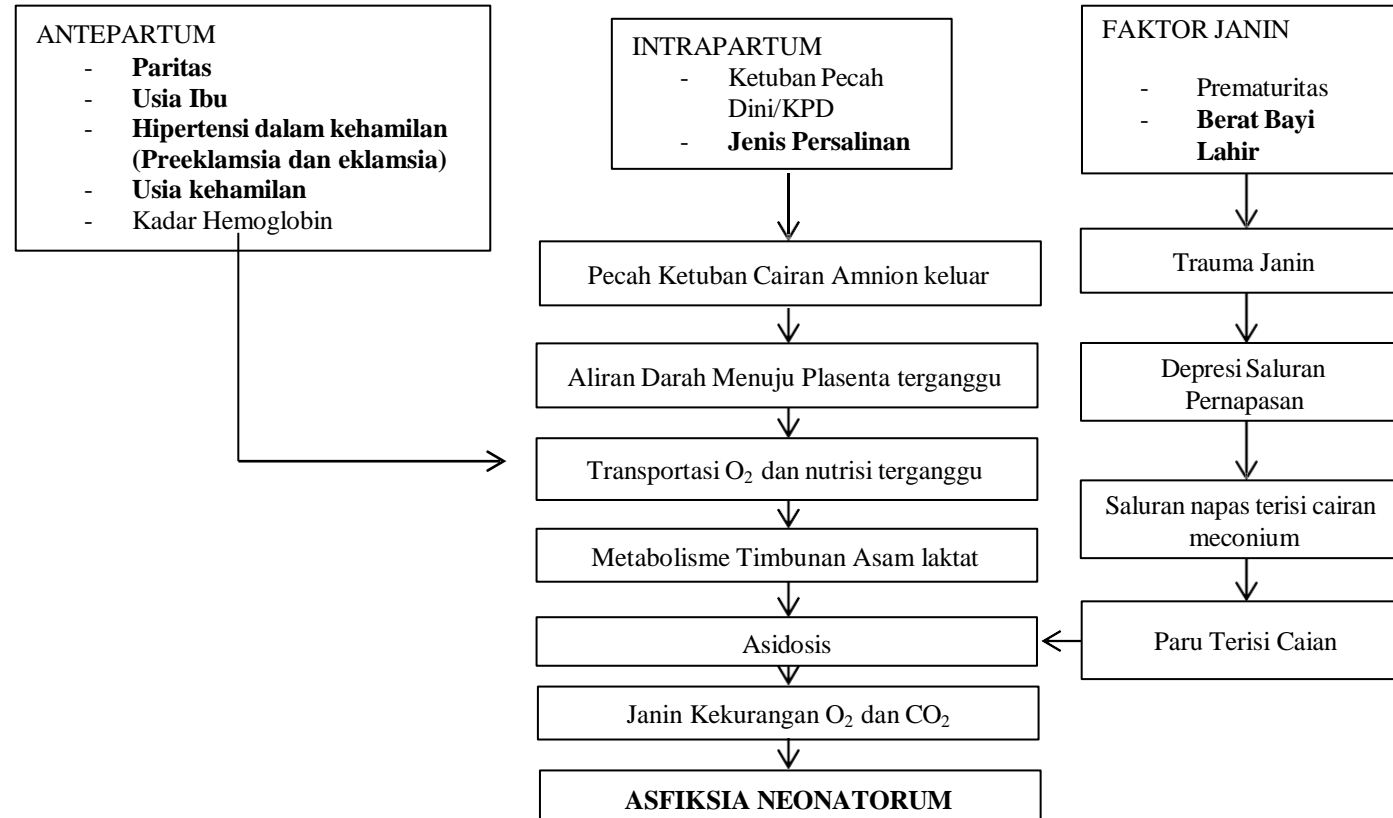 ANTEPARTUM
- Paritas
- Usia Ibu
- Hipertensi dalam kehamilan
(Preeklamsia dan eklamsia)
- Usia kehamilan
- Kadar Hemoglobin
INTRAPARTUM
- Ketuban Pecah
Dini/KPD
- Jenis Persalinan
FAKTOR JANIN
- Prematuritas
- Berat Bayi
Lahir
Pecah Ketuban Cairan Amnion keluar
Aliran Darah Menuju Plasenta terganggu
Transportasi O₂ dan nutrisi terganggu
Metabolisme Timbunan Asam laktat
Asidosis
Janin Kekurangan O₂ dan CO₂
ASFIKSIA NEONATORUM
Trauma Janin
Depresi Saluran
Pernapasan
Saluran napas terisi cairan
meconium
Paru Terisi Caian